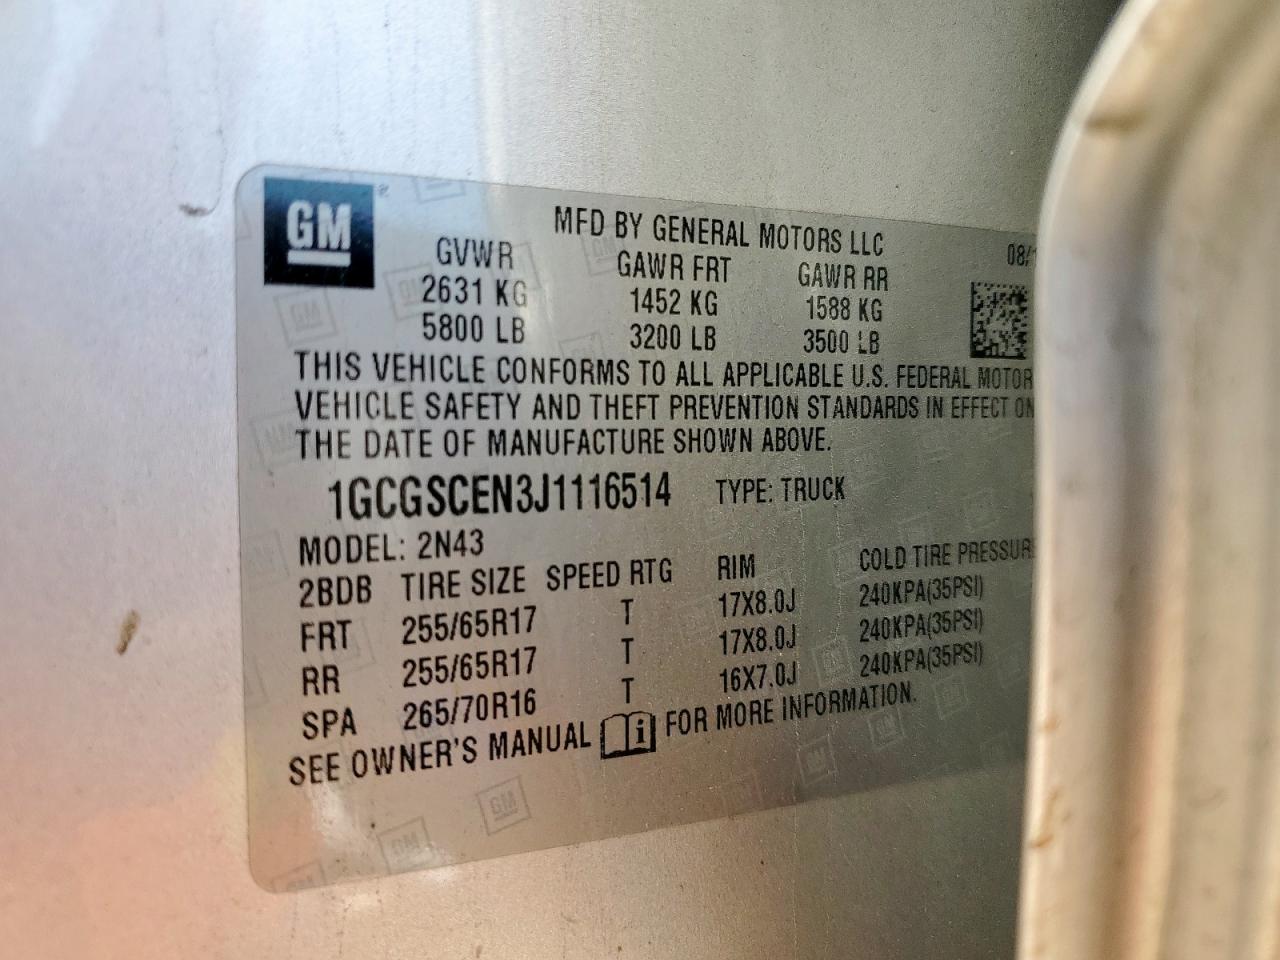 GM
MFD BY GENERAL MOTORS LLC 08/
GVWR GAWR FRT GAWR RR
2631 KG 1452 KG 1588 KG
5800 LB 3200 LB 3500 LB
THIS VEHICLE CONFORMS TO ALL APPLICABLE U.S. FEDERAL MOTOR
VEHICLE SAFETY AND THEFT PREVENTION STANDARDS IN EFFECT ON
THE DATE OF MANUFACTURE SHOWN ABOVE.
1GCGSCEN3J1116514 TYPE: TRUCK
MODEL: 2N43
2BDB TIRE SIZE SPEED RTG RIM COLD TIRE PRESSURE
FRT 255/65R17 T 17X8.0J 240KPA(35PSI)
RR 255/65R17 T 17X8.0J 240KPA(35PSI)
SPA 265/70R16 T 16X7.0J 240KPA(35PSI)
SEE OWNER'S MANUAL i FOR MORE INFORMATION.